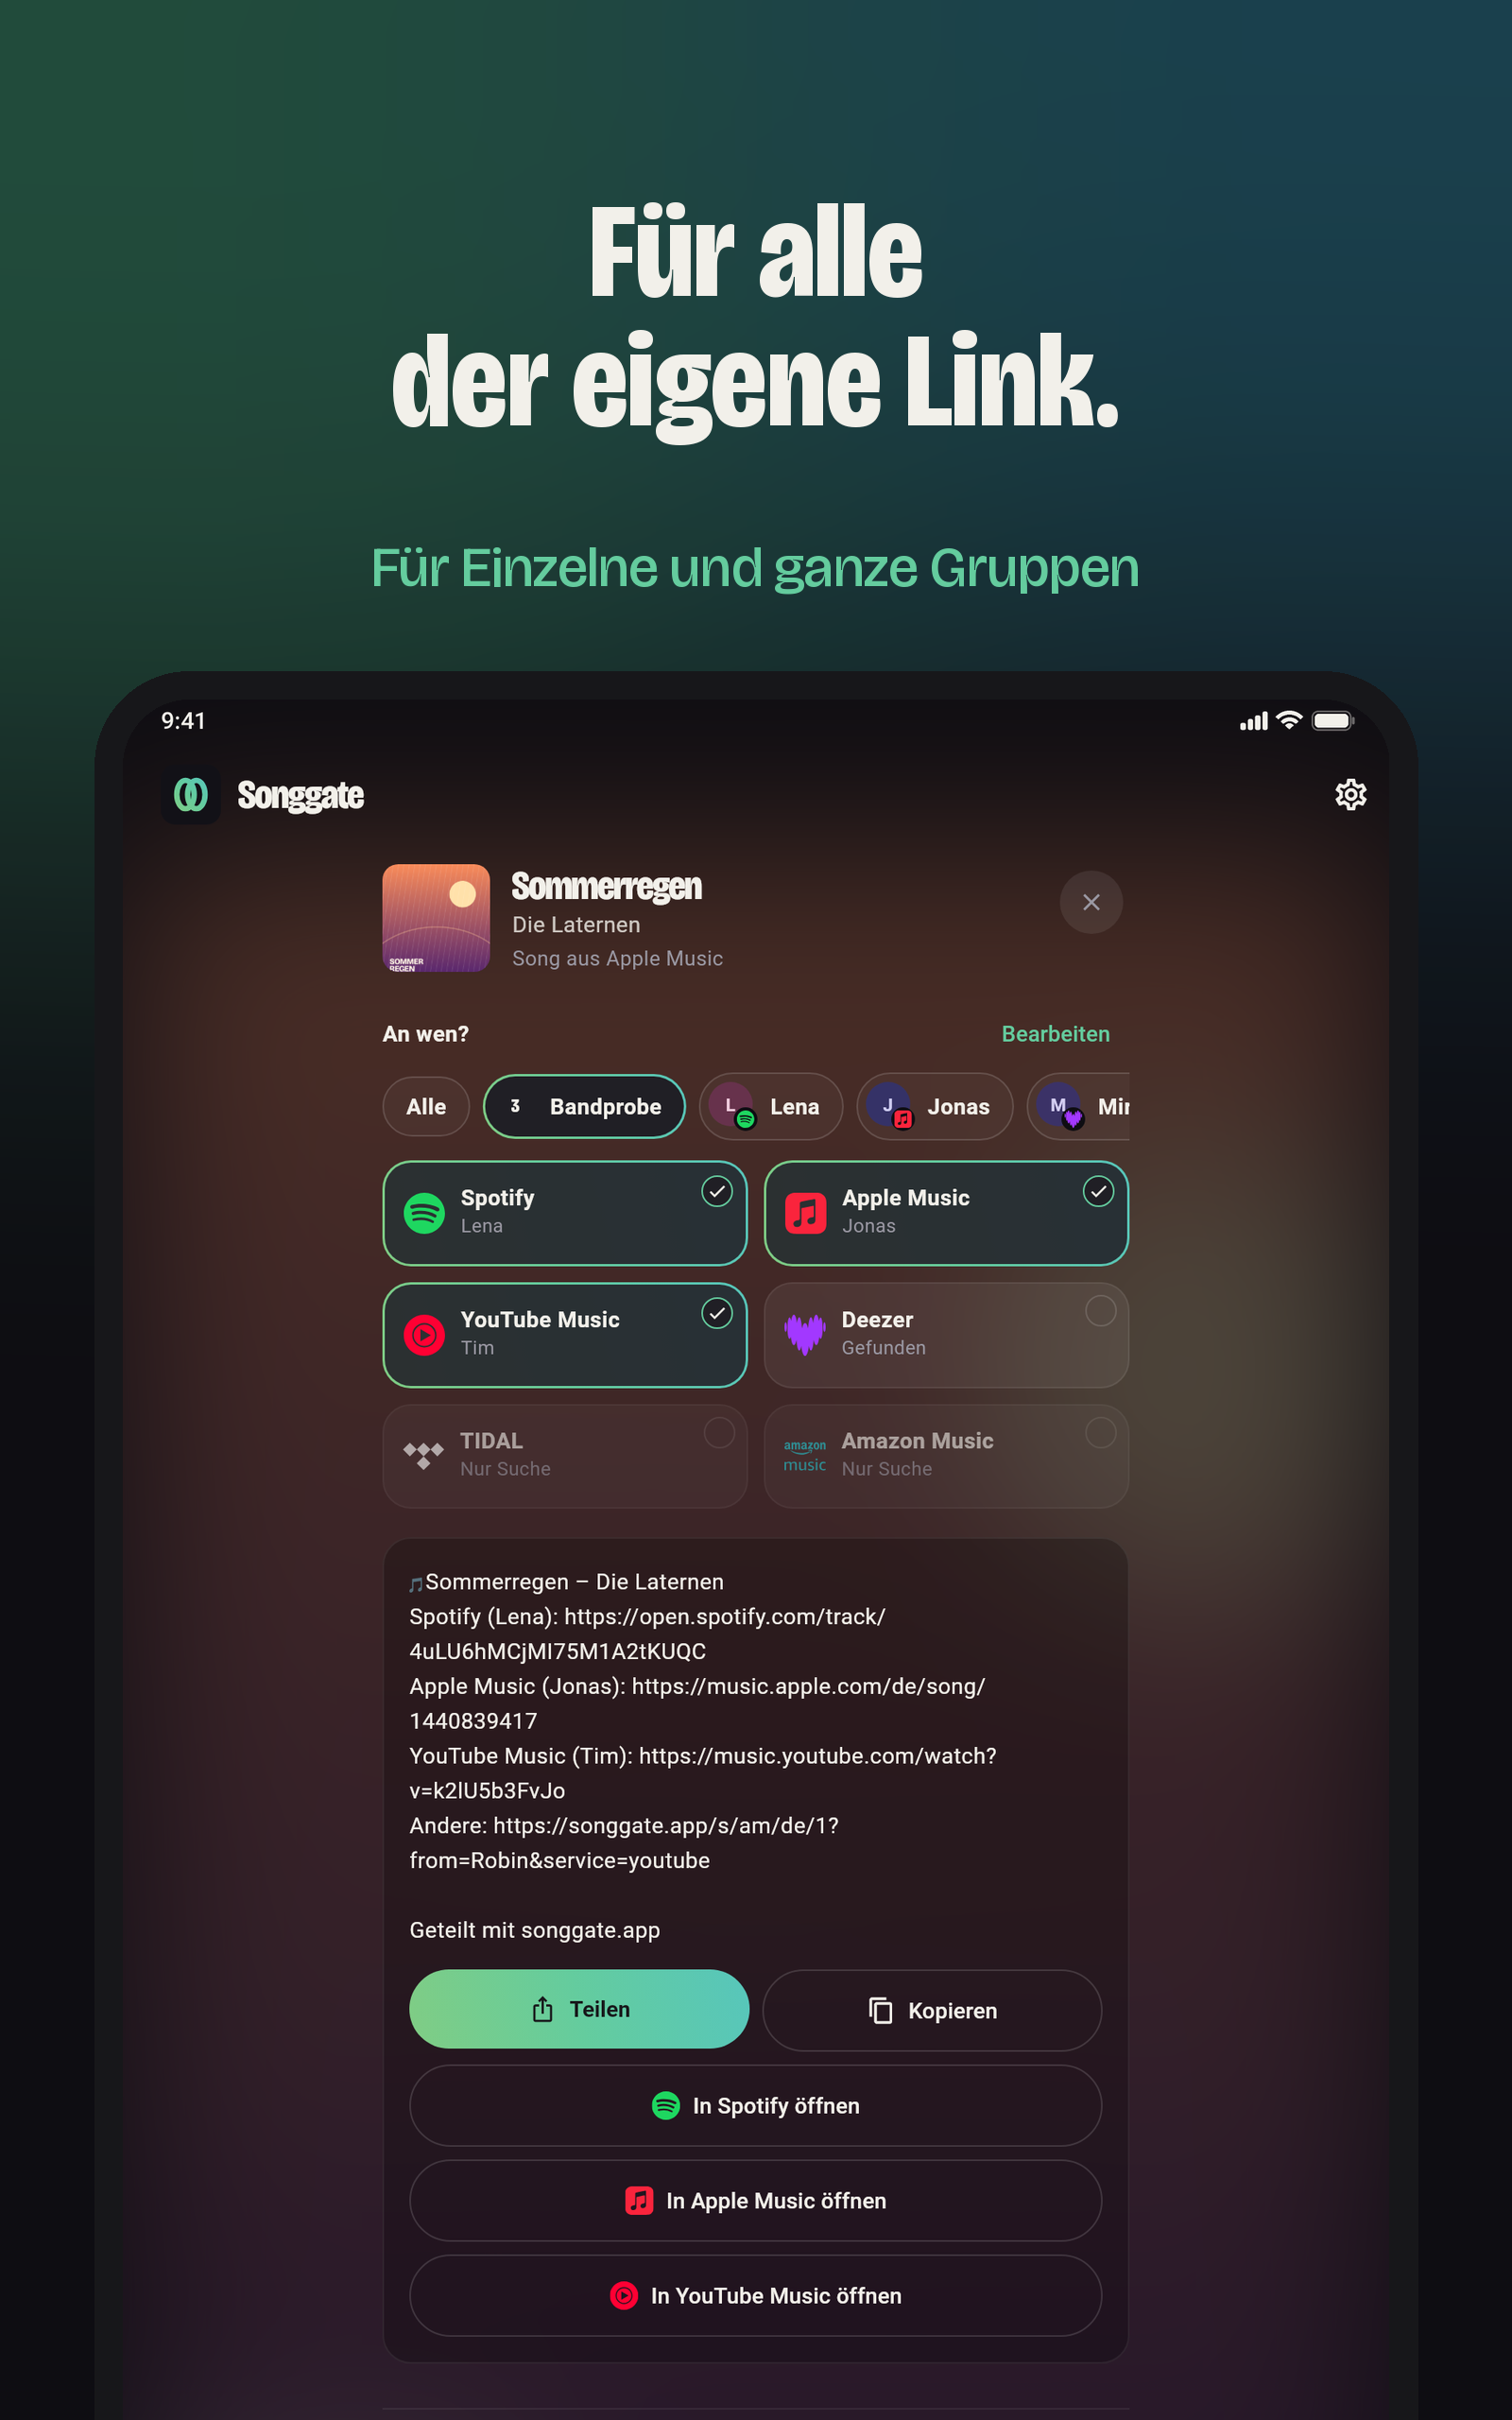 Für alle
der eigene Link.
Für Einzelne und ganze Gruppen
9:41
Songgate
Sommerregen
Die Laternen
Song aus Apple Music
SOMMER
REGEN
An wen?
Bearbeiten
Alle
3 Bandprobe
L Lena
J Jonas
M
Spotify
Lena
Apple Music
Jonas
YouTube Music
Tim
Deezer
Gefunden
TIDAL
Nur Suche
amazon
music
Amazon Music
Nur Suche
🎵Sommerregen – Die Laternen
Spotify (Lena): https://open.spotify.com/track/
4uLU6hMCjMI75M1A2tKUQC
Apple Music (Jonas): https://music.apple.com/de/song/
1440839417
YouTube Music (Tim): https://music.youtube.com/watch?
v=k2lU5b3FvJo
Andere: https://songgate.app/s/am/de/1?
from=Robin&service=youtube
Geteilt mit songgate.app
Teilen
Kopieren
In Spotify öffnen
In Apple Music öffnen
In YouTube Music öffnen